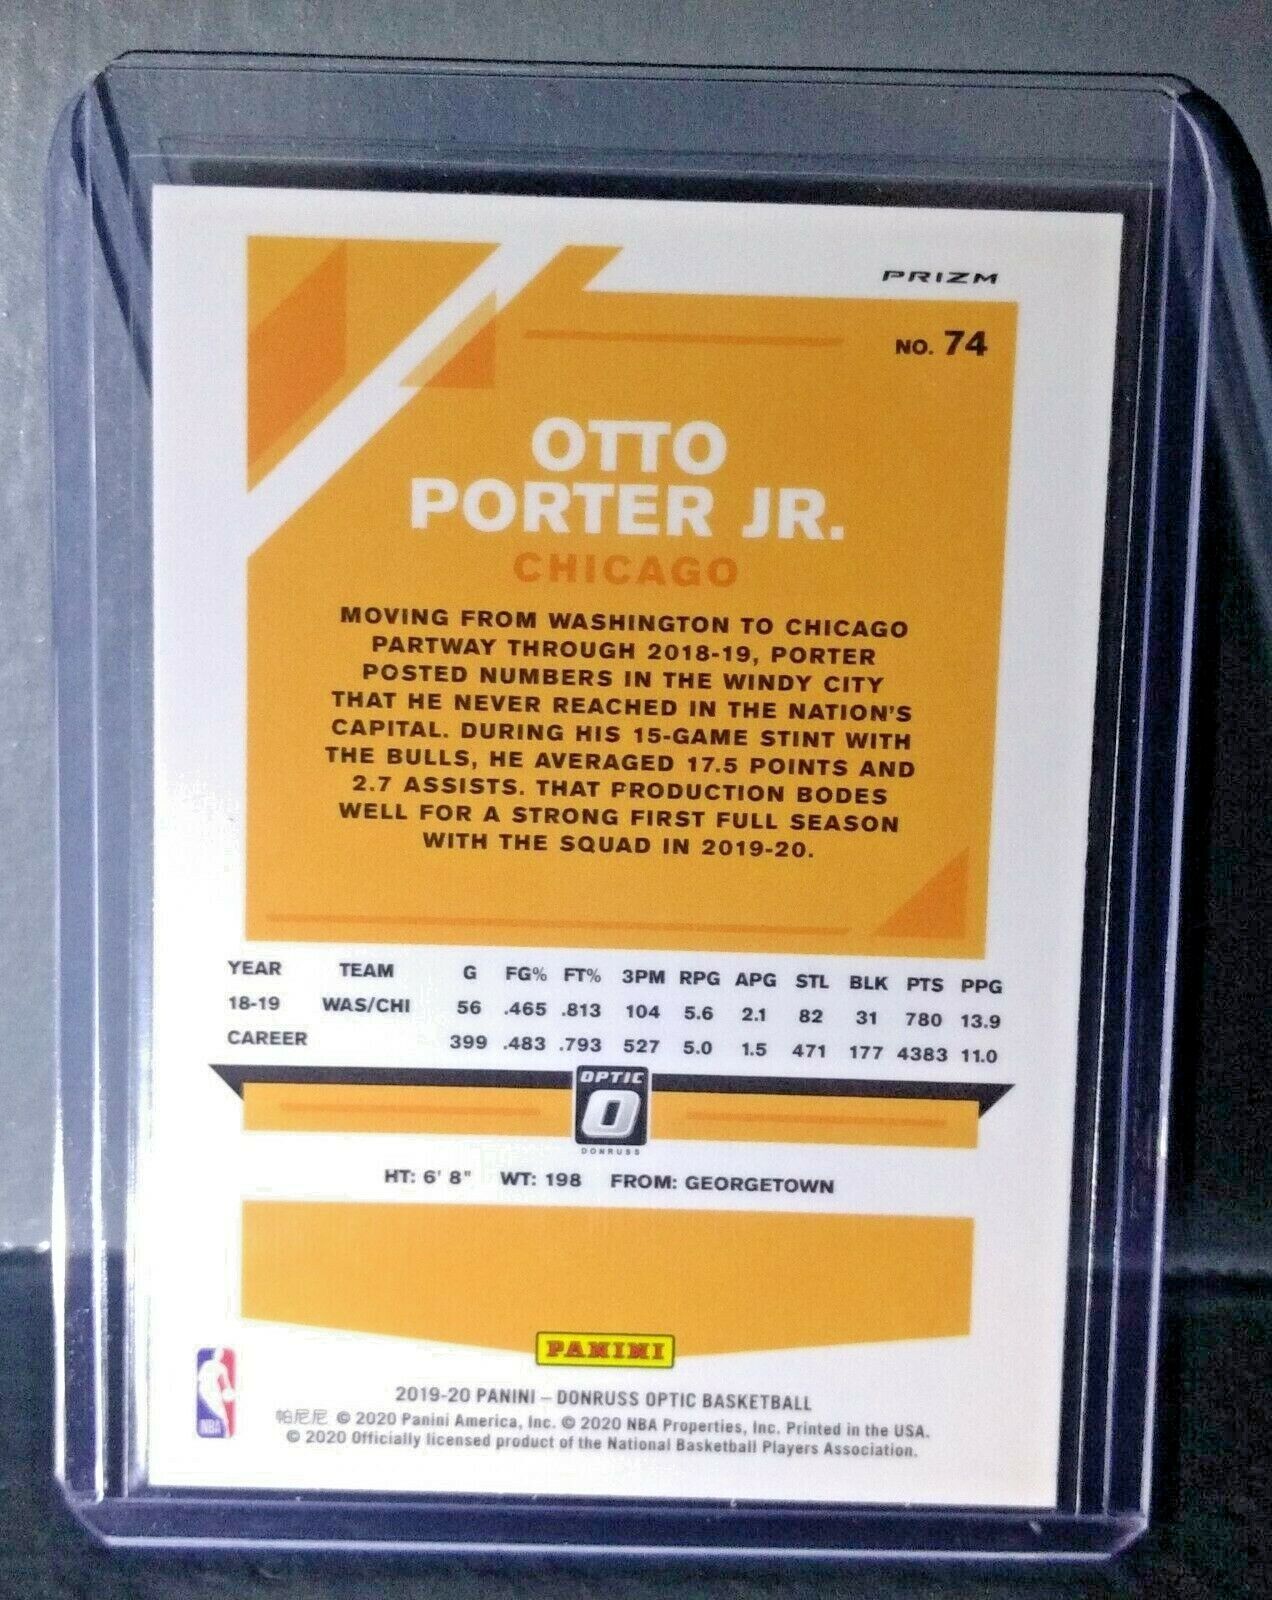 PRIZM
NO. 74
OTTO
PORTER JR.
CHICAGO
MOVING FROM WASHINGTON TO CHICAGO
PARTWAY THROUGH 2018-19, PORTER
POSTED NUMBERS IN THE WINDY CITY
THAT HE NEVER REACHED IN THE NATION'S
CAPITAL. DURING HIS 15-GAME STINT WITH
THE BULLS, HE AVERAGED 17.5 POINTS AND
2.7 ASSISTS. THAT PRODUCTION BODES
WELL FOR A STRONG FIRST FULL SEASON
WITH THE SQUAD IN 2019-20.
YEAR TEAM G FG% FT% 3PM RPG APG STL BLK PTS PPG
18-19 WAS/CHI 56 .465 .813 104 5.6 2.1 82 31 780 13.9
CAREER 399 .483 .793 527 5.0 1.5 471 177 4383 11.0
OPTIC
O
DONRUSS
HT: 6' 8" WT: 198 FROM: GEORGETOWN
PANINI
NBA
2019-20 PANINI – DONRUSS OPTIC BASKETBALL
帕尼尼 © 2020 Panini America, Inc. © 2020 NBA Properties, Inc. Printed in the USA.
© 2020 Officially licensed product of the National Basketball Players Association.